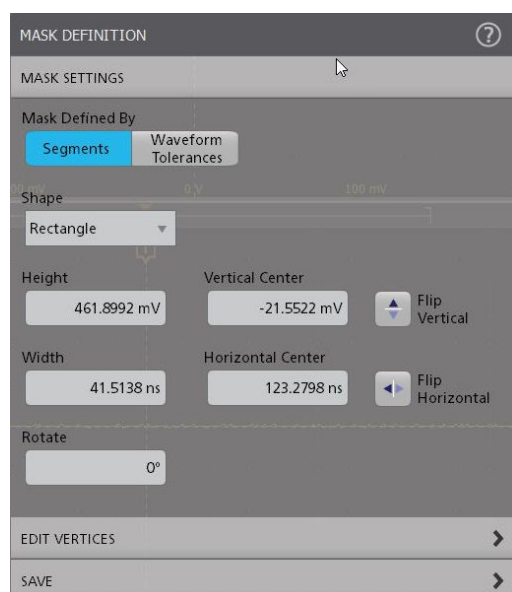 MASK DEFINITION
?
MASK SETTINGS
Mask Defined By
Segments
Waveform
Tolerances
0 V
100 mV
Shape
Rectangle
Height
Vertical Center
461.8992 mV
-21.5522 mV
Flip
Vertical
Width
Horizontal Center
41.5138 ns
123.2798 ns
Flip
Horizontal
Rotate
0°
EDIT VERTICES
SAVE